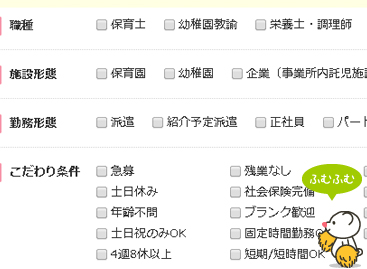 職種 保育士 幼稚園教諭 栄養士・調理師
施設形態 保育園 幼稚園 企業（事業所内託児施設
勤務形態 派遣 紹介予定派遣 正社員 パート
こだわり条件 急募 残業なし
土日休み 社会保険完備
ふむふむ
年齢不問 ブランク歓迎
土日祝のみOK 固定時間勤務O
4週8休以上 短期/短時間OK